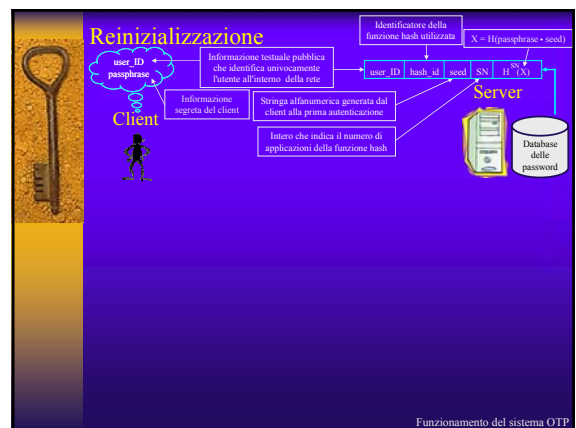 Reinizializzazione
user_ID
passphrase
Client
Informazione testuale pubblica
che identifica univocamente
l'utente all'interno della rete
Informazione
segreta del client
Identificatore della
funzione hash utilizzata
X = H(passphrase • seed)
user_ID hash_id seed SN H^SN(X)
Stringa alfanumerica generata dal
client alla prima autenticazione
Intero che indica il numero di
applicazioni della funzione hash
Server
Database
delle
password
Funzionamento del sistema OTP